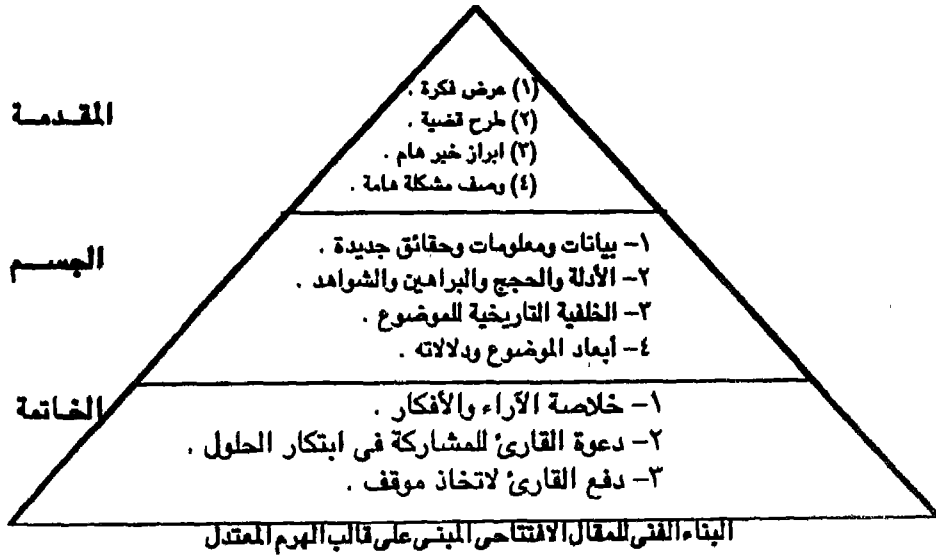 المقدمة
(١) عرض فكرة .
(٢) طرح قضية .
(٣) ابراز خبر هام .
(٤) وصف مشكلة هامة .
الجسم
١– بيانات ومعلومات وحقائق جديدة .
٢– الأدلة والحجج والبراهين والشواهد .
٣– الخلفية التاريخية للموضوع .
٤– أبعاد الموضوع ودلالاته .
الخاتمة
١– خلاصة الآراء والأفكار .
٢– دعوة القارئ للمشاركة فى ابتكار الحلول .
٣– دفع القارئ لاتخاذ موقف .
البناء الفنى للمقال الافتتاحى المبنى على قالب الهرم المعتدل